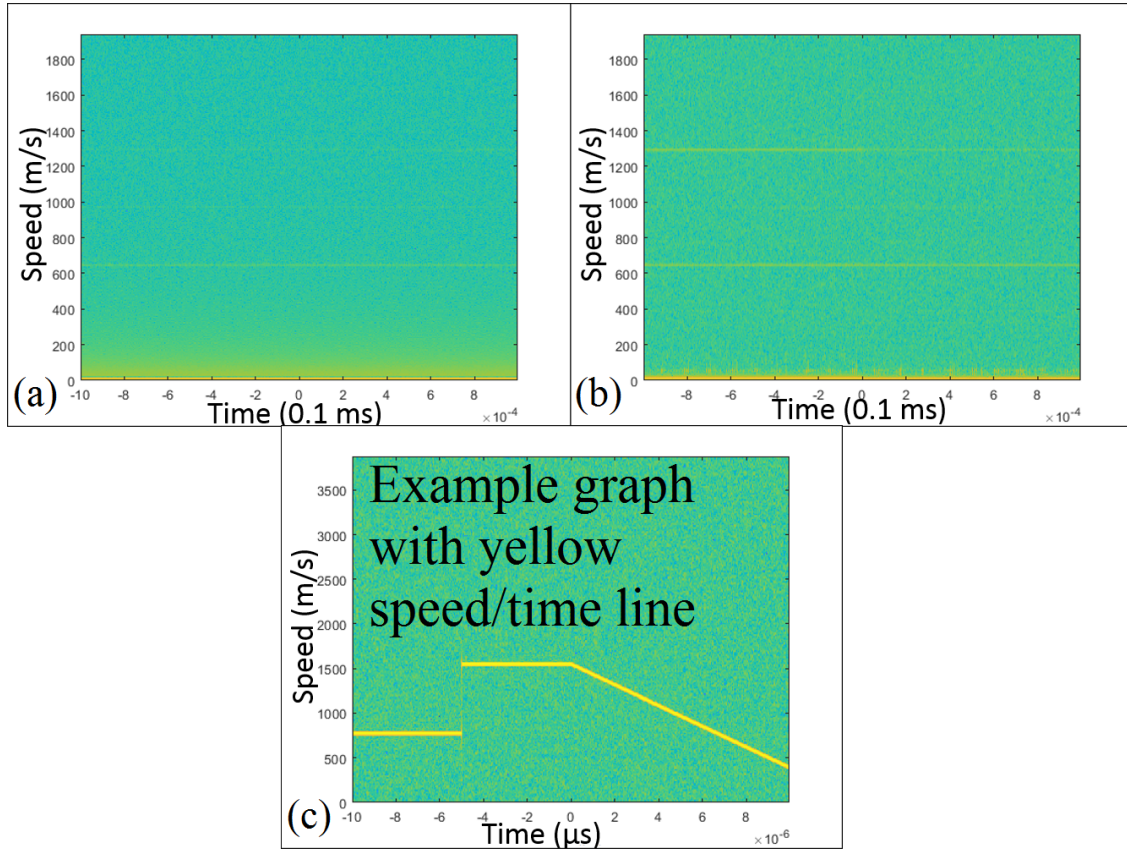 1800
1600
1400
1200
1000
800
600
400
200
0
Speed (m/s)
-10 -8 -6 -4 -2 0 2 4 6 8
×10⁻⁴
Time (0.1 ms)
(a)
1800
1600
1400
1200
1000
800
600
400
200
0
Speed (m/s)
-8 -6 -4 -2 0 2 4 6 8
×10⁻⁴
Time (0.1 ms)
(b)
3500
3000
2500
2000
1500
1000
500
0
Speed (m/s)
Example graph
with yellow
speed/time line
-10 -8 -6 -4 -2 0 2 4 6 8
×10⁻⁶
Time (µs)
(c)